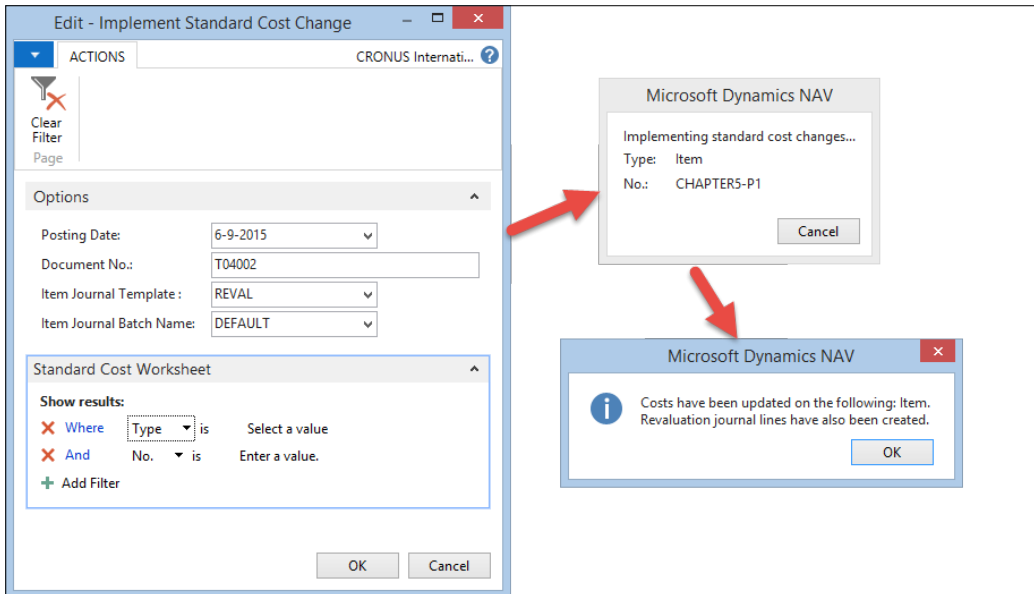 Edit - Implement Standard Cost Change
ACTIONS
CRONUS Internati...
Clear
Filter
Page
Options
Posting Date:
6-9-2015
Document No.:
T04002
Item Journal Template :
REVAL
Item Journal Batch Name:
DEFAULT
Standard Cost Worksheet
Show results:
Where Type is Select a value
And No. is Enter a value.
Add Filter
OK
Cancel
Microsoft Dynamics NAV
Implementing standard cost changes...
Type: Item
No.: CHAPTER5-P1
Cancel
Microsoft Dynamics NAV
Costs have been updated on the following: Item.
Revaluation journal lines have also been created.
OK